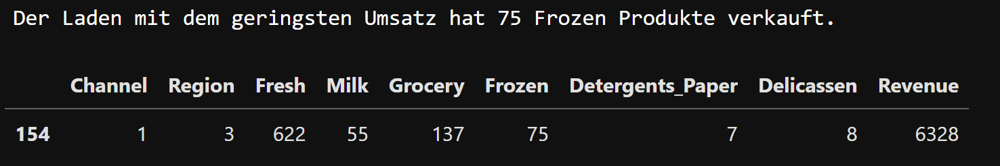 Der Laden mit dem geringsten Umsatz hat 75 Frozen Produkte verkauft.
Channel Region Fresh Milk Grocery Frozen Detergents_Paper Delicassen Revenue
154 1 3 622 55 137 75 7 8 6328